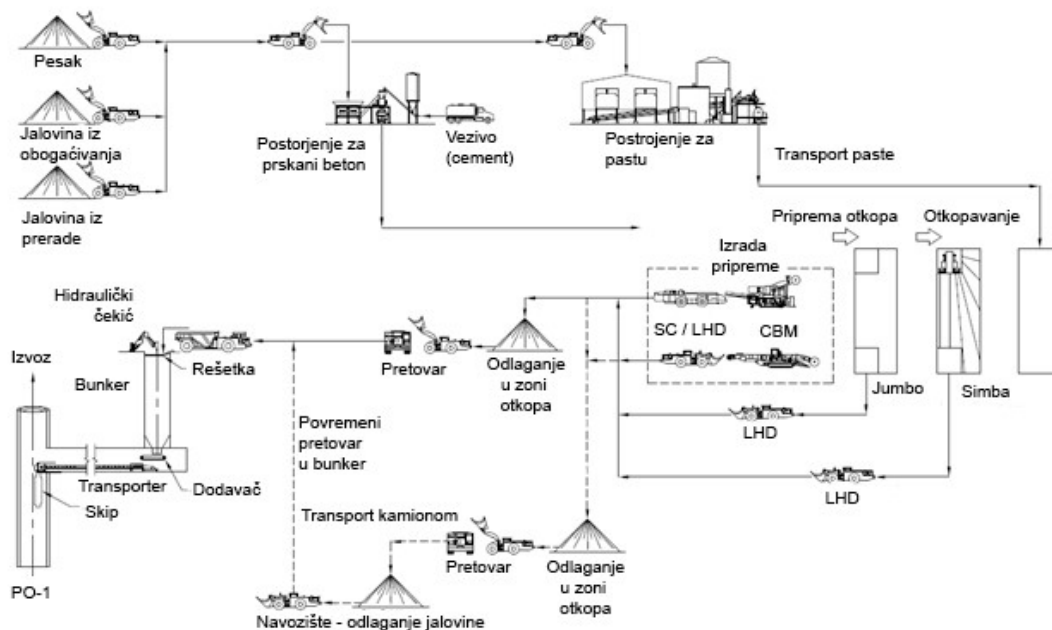 Pesak
Jalovina iz
obogaćivanja
Jalovina iz
prerade
Postorjenje za
prskani beton
Vezivo
(cement)
Postrojenje za
pastu
Transport paste
Priprema otkopa
Otkopavanje
Izrada
pripreme
SC / LHD
CBM
Jumbo
Simba
LHD
LHD
Hidraulički
čekić
Izvoz
Bunker
Rešetka
Pretovar
Odlaganje
u zoni
otkopa
Povremeni
pretovar
u bunker
Transporter
Dodavač
Skip
PO-1
Transport kamionom
Pretovar
Odlaganje
u zoni
otkopa
Navozište - odlaganje jalovine